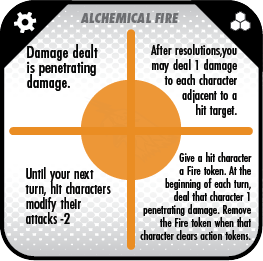 ALCHEMICAL FIRE
Damage dealt
is penetrating
damage.
After resolutions,you
may deal 1 damage
to each character
adjacent to a
hit target.
Until your next
turn, hit characters
modify their
attacks -2
Give a hit character
a Fire token. At the
beginning of each turn,
deal that character 1
penetrating damage. Remove
the Fire token when that
character clears action tokens.